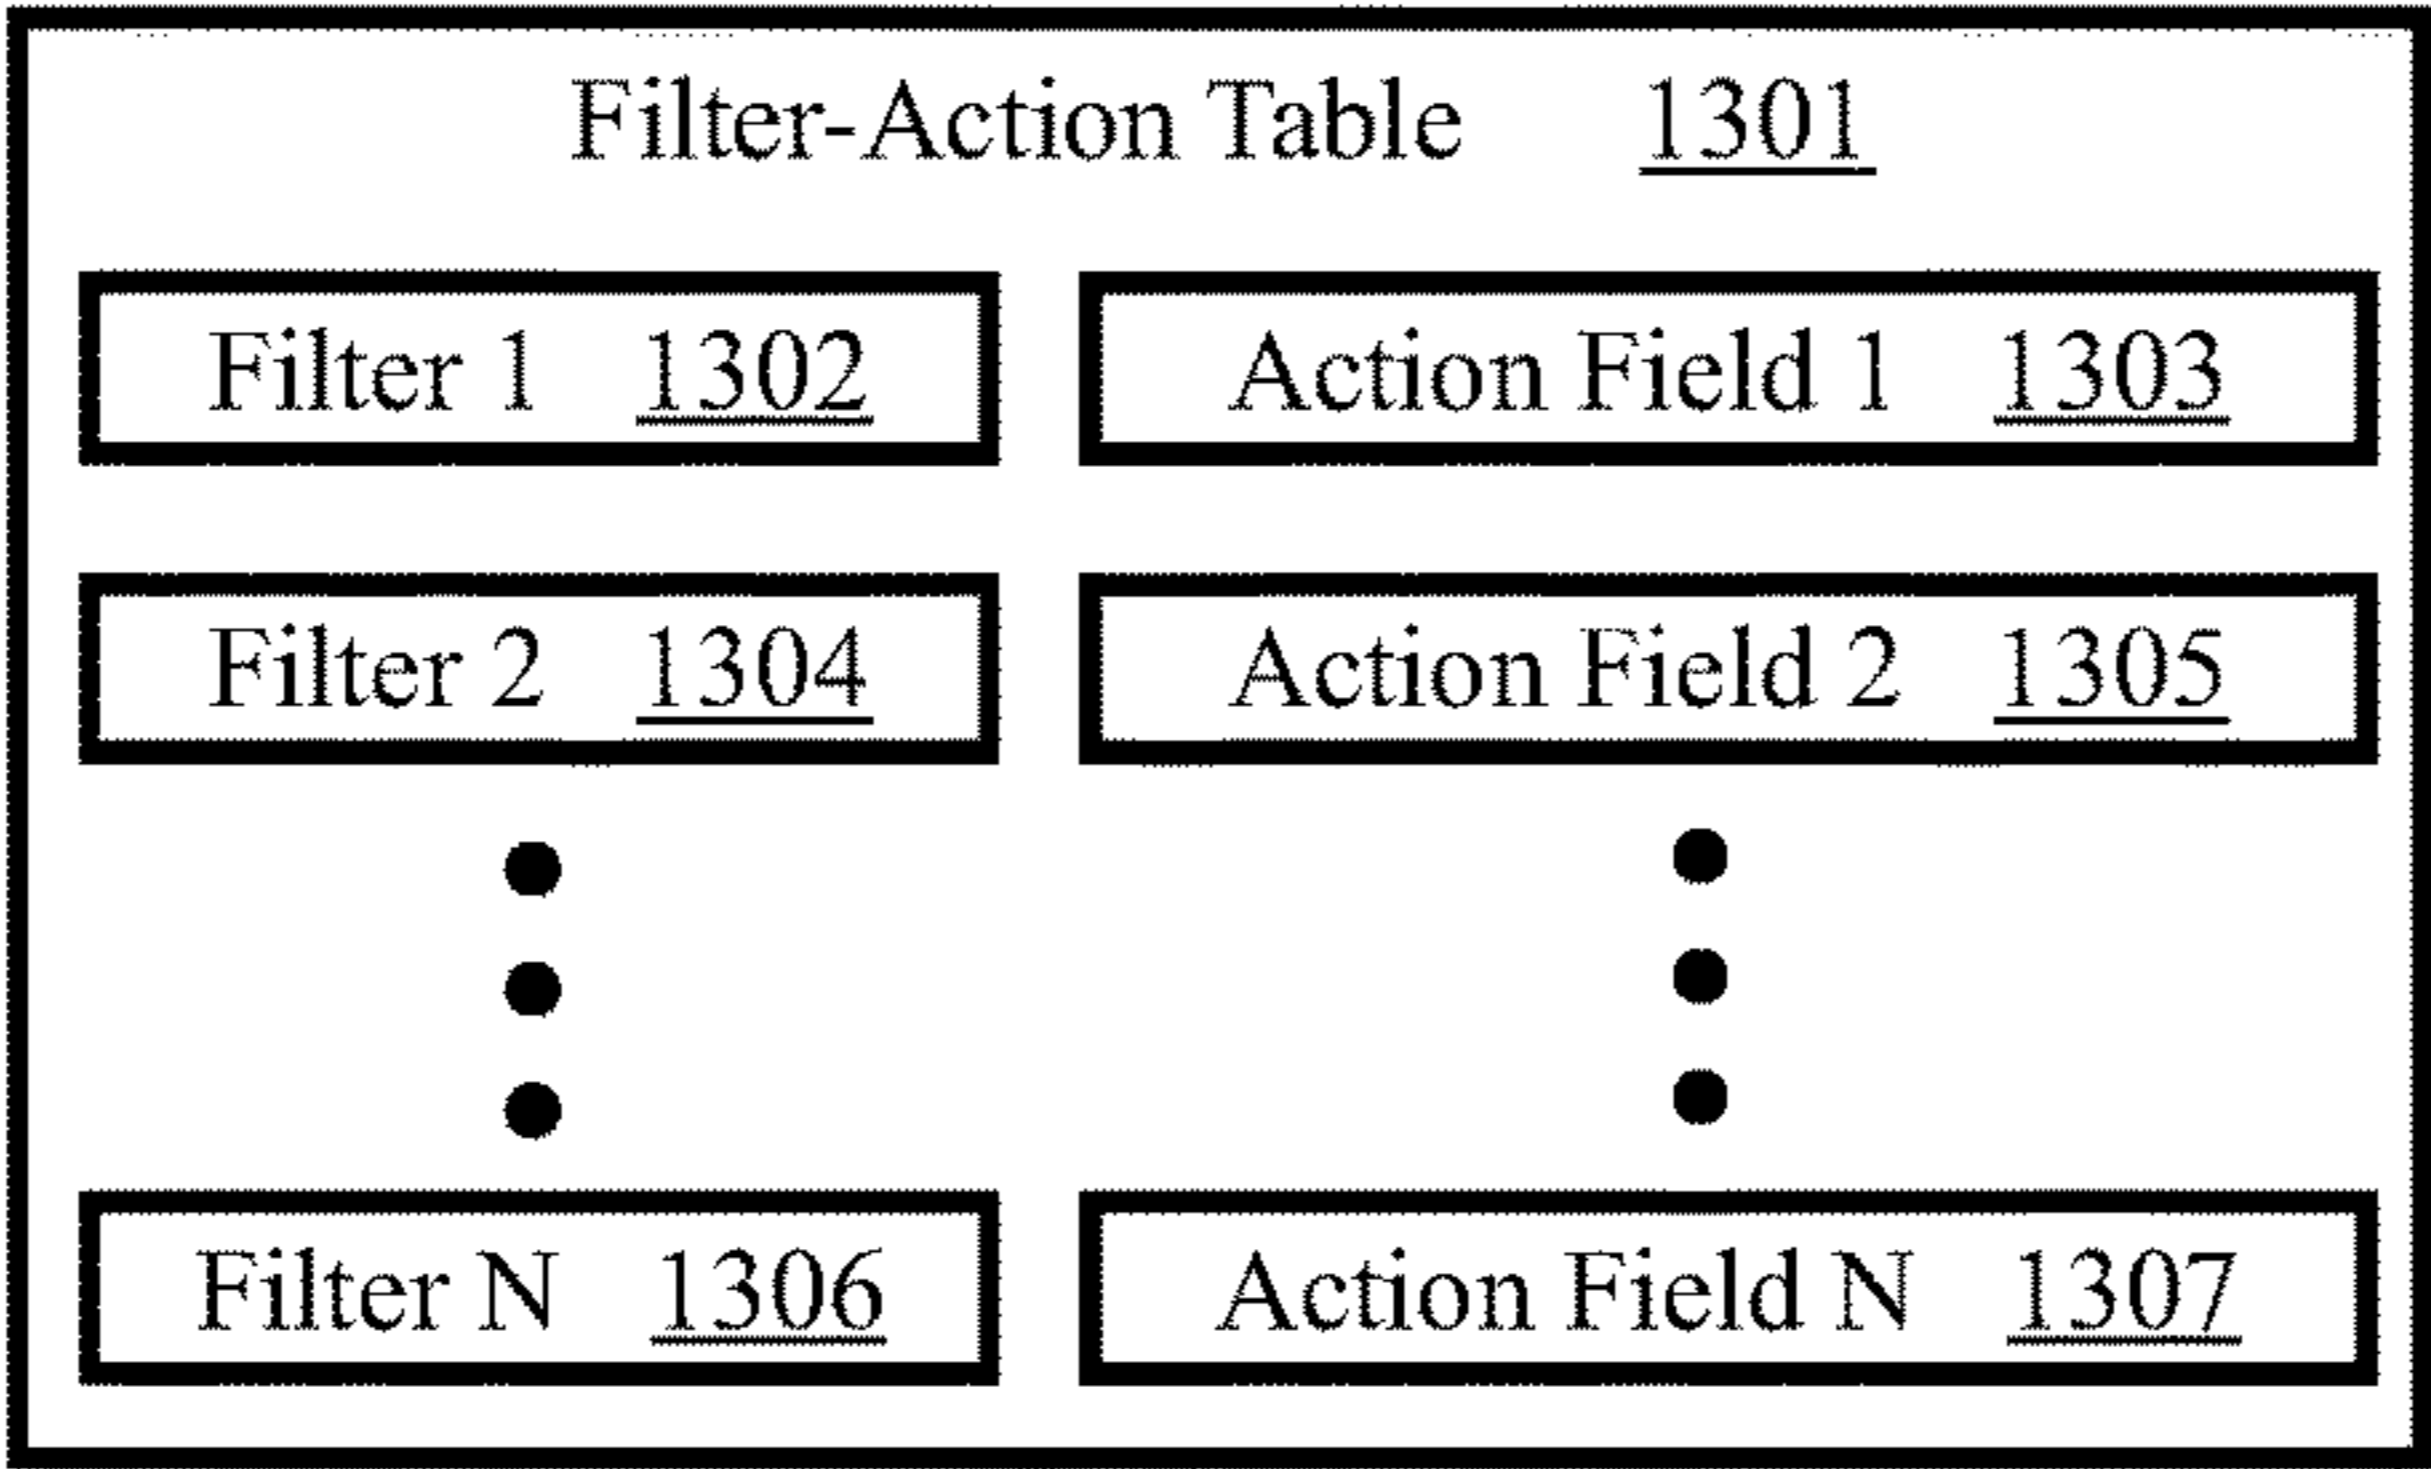 Filter-Action Table 1301
Filter 1 1302 Action Field 1 1303
Filter 2 1304 Action Field 2 1305
Filter N 1306 Action Field N 1307